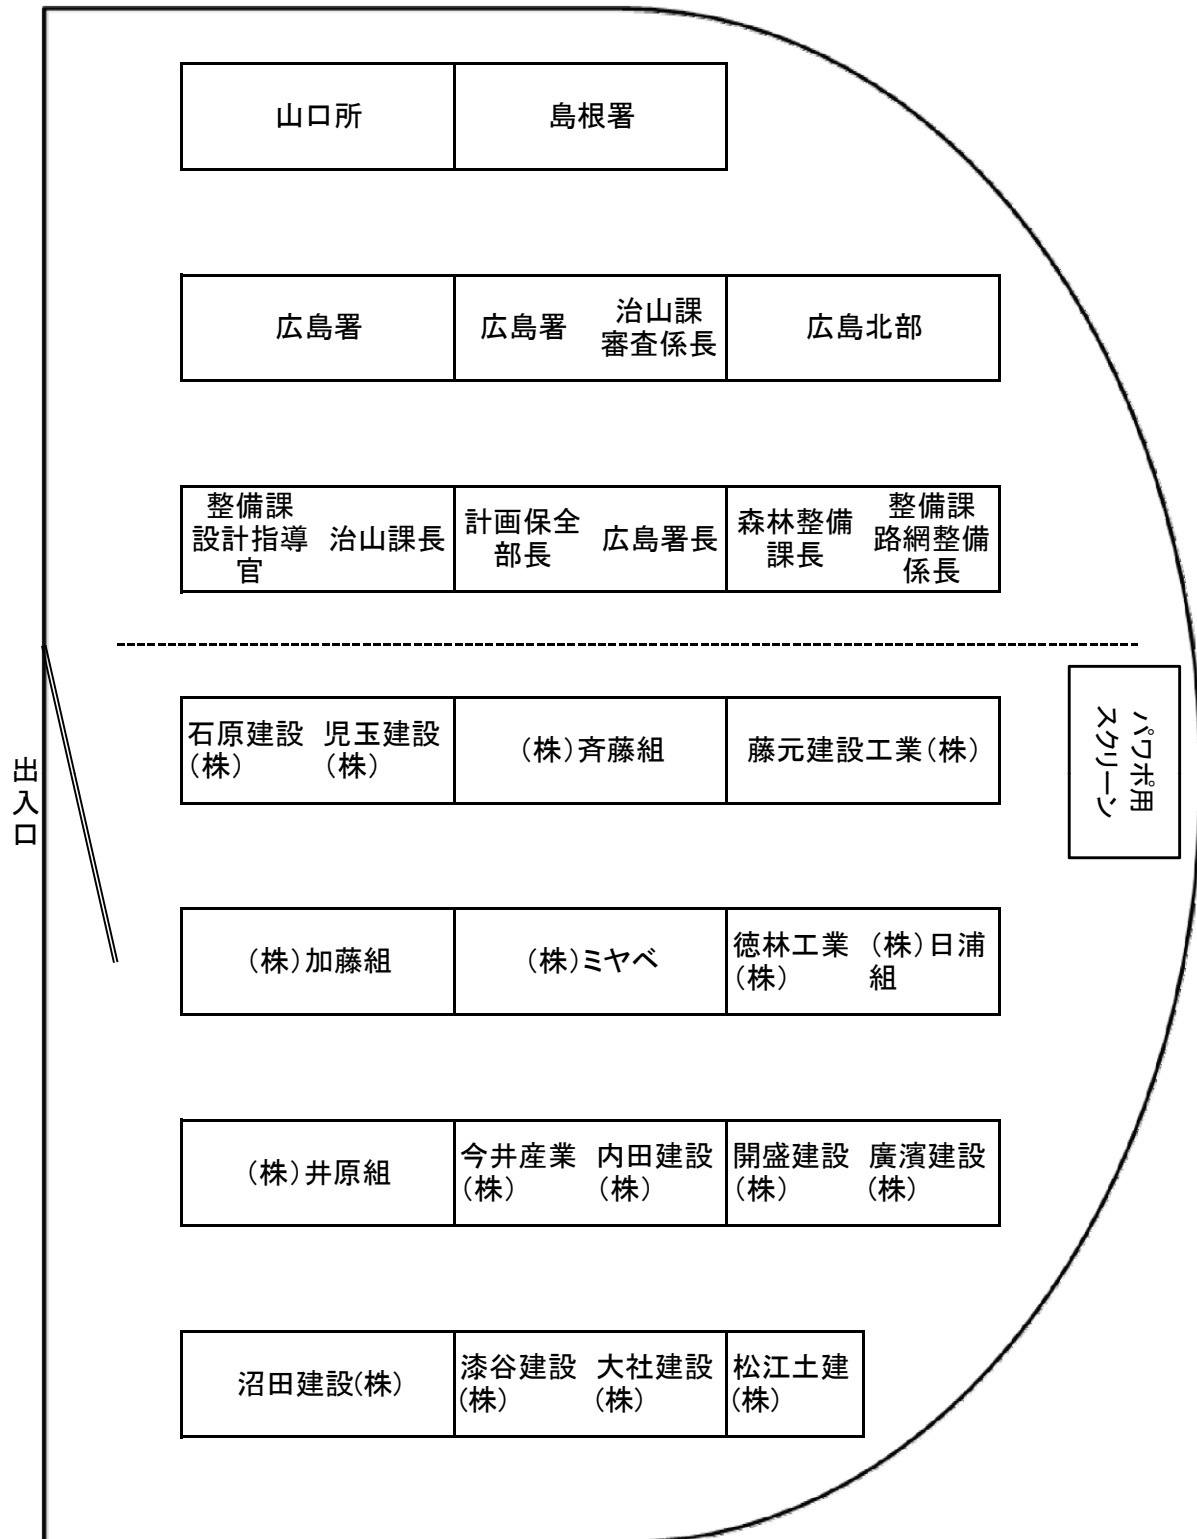 山口所
島根署
広島署
広島署
治山課
審査係長
広島北部
整備課
設計指導
官
治山課長
計画保全
部長
広島署長
森林整備
課長
整備課
路網整備
係長
石原建設
(株)
児玉建設
(株)
(株)斉藤組
藤元建設工業(株)
パワポ用
スクリーン
出入口
(株)加藤組
(株)ミヤベ
徳林工業
(株)
(株)日浦
組
(株)井原組
今井産業
(株)
内田建設
(株)
開盛建設
(株)
廣濱建設
(株)
沼田建設(株)
漆谷建設
(株)
大社建設
(株)
松江土建
(株)